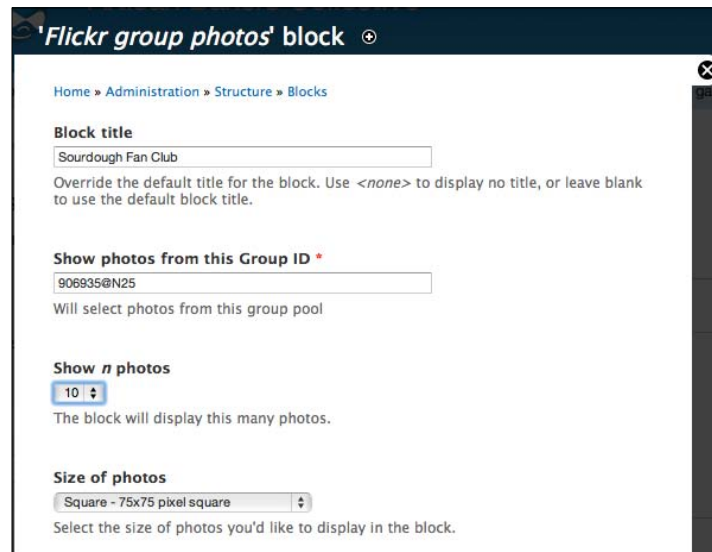 'Flickr group photos' block
Home » Administration » Structure » Blocks
Block title
Sourdough Fan Club
Override the default title for the block. Use <none> to display no title, or leave blank
to use the default block title.
Show photos from this Group ID *
906935@N25
Will select photos from this group pool
Show n photos
10
The block will display this many photos.
Size of photos
Square - 75x75 pixel square
Select the size of photos you'd like to display in the block.